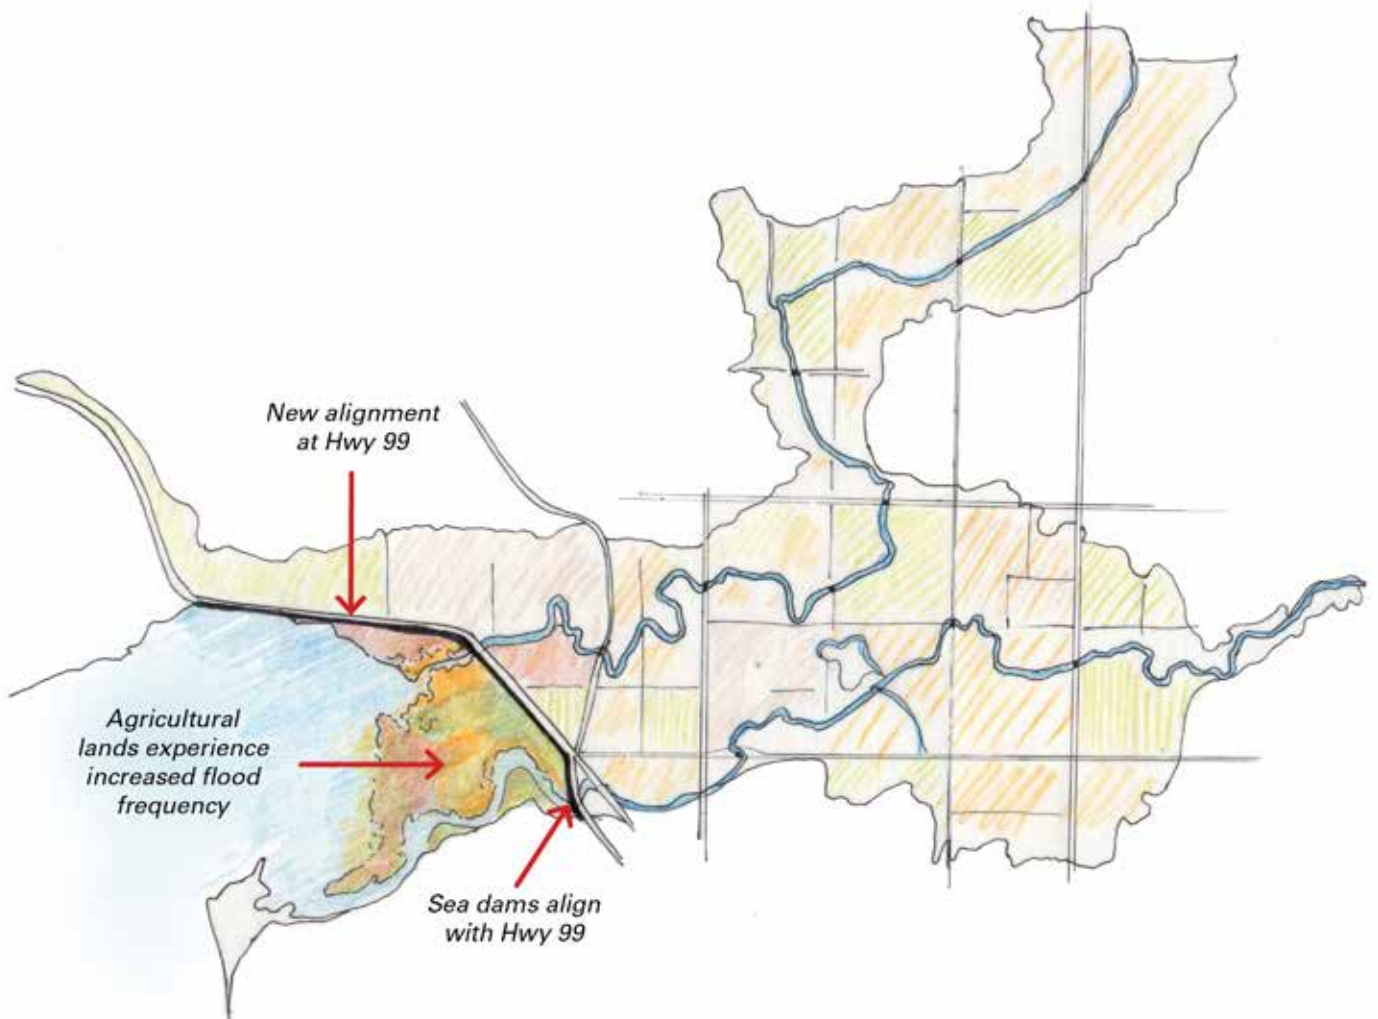 New alignment
at Hwy 99
Agricultural
lands experience
increased flood
frequency
Sea dams align
with Hwy 99